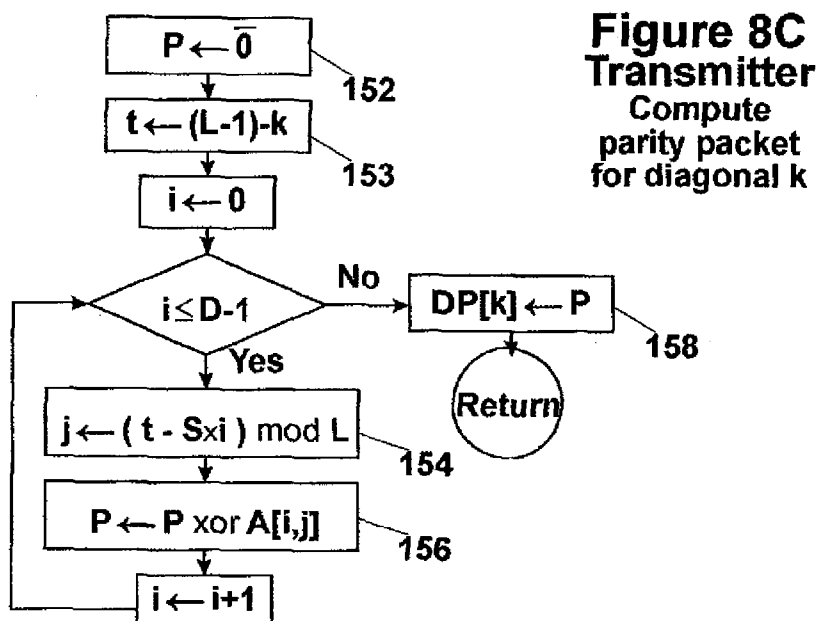 Figure 8C
Transmitter
Compute
parity packet
for diagonal k
P ← 0̅
152
t ← (L-1)-k
153
i ← 0
i ≤ D-1
No
DP[k] ← P
158
Return
Yes
j ← ( t - S×i ) mod L
154
P ← P xor A[i,j]
156
i ← i+1